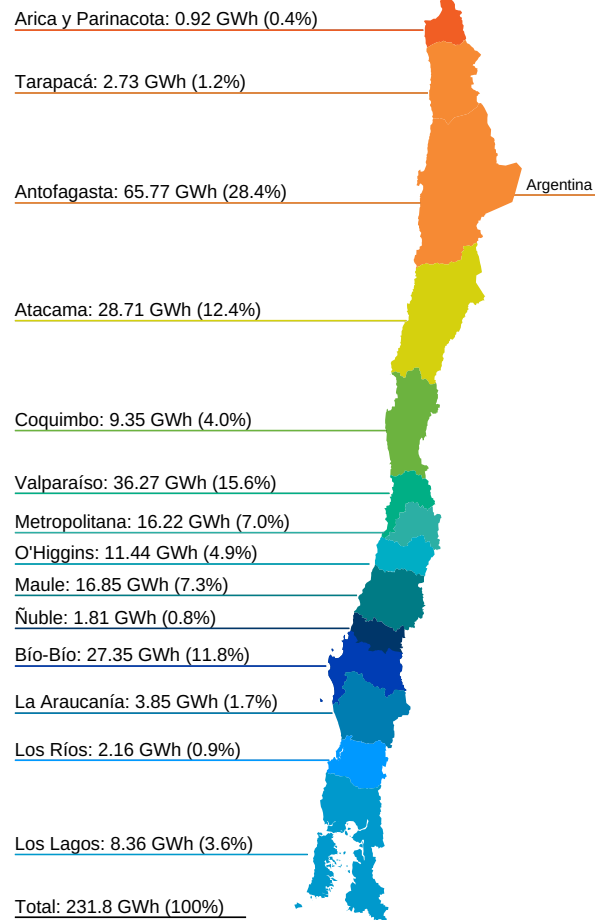 Arica y Parinacota: 0.92 GWh (0.4%)
Tarapacá: 2.73 GWh (1.2%)
Antofagasta: 65.77 GWh (28.4%)
Argentina
Atacama: 28.71 GWh (12.4%)
Coquimbo: 9.35 GWh (4.0%)
Valparaíso: 36.27 GWh (15.6%)
Metropolitana: 16.22 GWh (7.0%)
O'Higgins: 11.44 GWh (4.9%)
Maule: 16.85 GWh (7.3%)
Ñuble: 1.81 GWh (0.8%)
Bío-Bío: 27.35 GWh (11.8%)
La Araucanía: 3.85 GWh (1.7%)
Los Ríos: 2.16 GWh (0.9%)
Los Lagos: 8.36 GWh (3.6%)
Total: 231.8 GWh (100%)